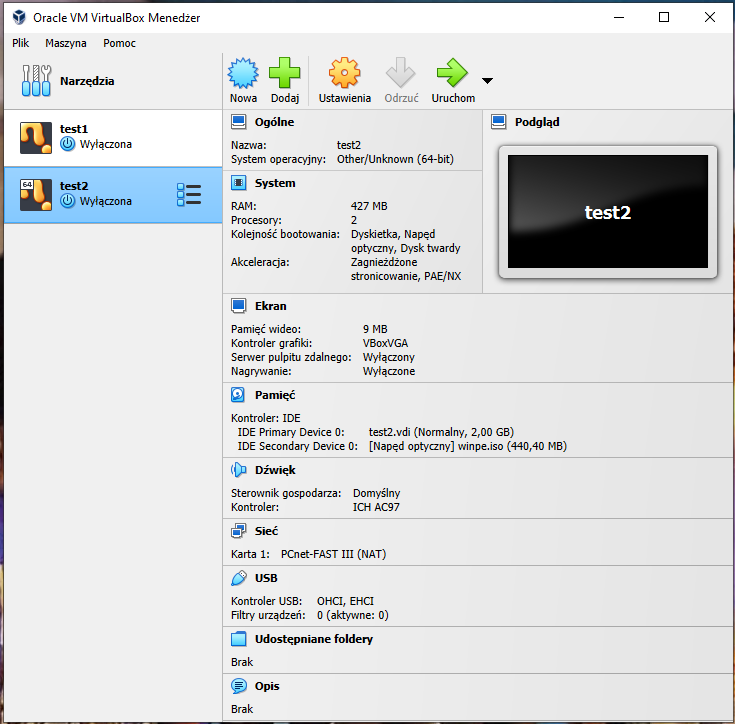 Oracle VM VirtualBox Menedżer
Plik Maszyna Pomoc
Narzędzia
Nowa Dodaj Ustawienia Odrzuć Uruchom
test1
Wyłączona
64
test2
Wyłączona
Ogólne
Nazwa: test2
System operacyjny: Other/Unknown (64-bit)
System
RAM: 427 MB
Procesory: 2
Kolejność bootowania: Dyskietka, Napęd
optyczny, Dysk twardy
Akceleracja: Zagnieżdżone
stronicowanie, PAE/NX
Podgląd
test2
Ekran
Pamięć wideo: 9 MB
Kontroler grafiki: VBoxVGA
Serwer pulpitu zdalnego: Wyłączony
Nagrywanie: Wyłączone
Pamięć
Kontroler: IDE
IDE Primary Device 0: test2.vdi (Normalny, 2,00 GB)
IDE Secondary Device 0: [Napęd optyczny] winpe.iso (440,40 MB)
Dźwięk
Sterownik gospodarza: Domyślny
Kontroler: ICH AC97
Sieć
Karta 1: PCnet-FAST III (NAT)
USB
Kontroler USB: OHCI, EHCI
Filtry urządzeń: 0 (aktywne: 0)
Udostępniane foldery
Brak
Opis
Brak